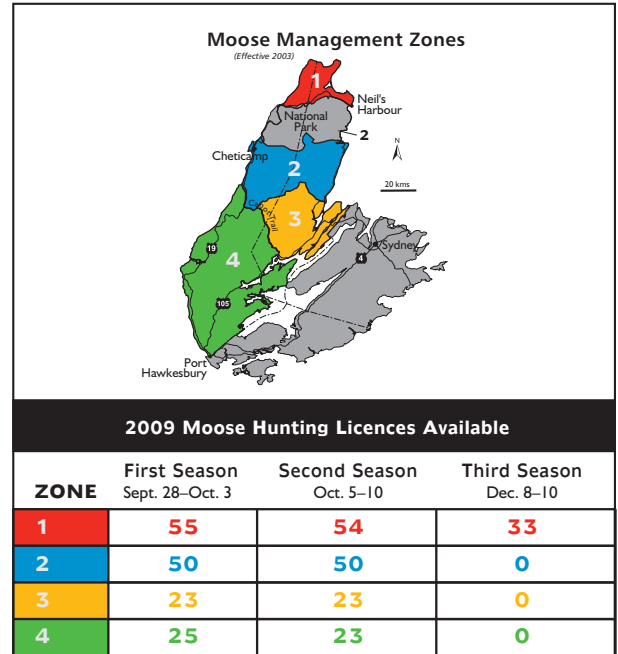 Moose Management Zones
(Effective 2003)
1
Neil's
Harbour
National
Park
2
N
Cheticamp
2
20 kms
3
Cabot Trail
19
4
Sydney
4
105
Port
Hawkesbury
2009 Moose Hunting Licences Available
ZONE First Season Second Season Third Season
Sept. 28–Oct. 3 Oct. 5–10 Dec. 8–10
1 55 54 33
2 50 50 0
3 23 23 0
4 25 23 0